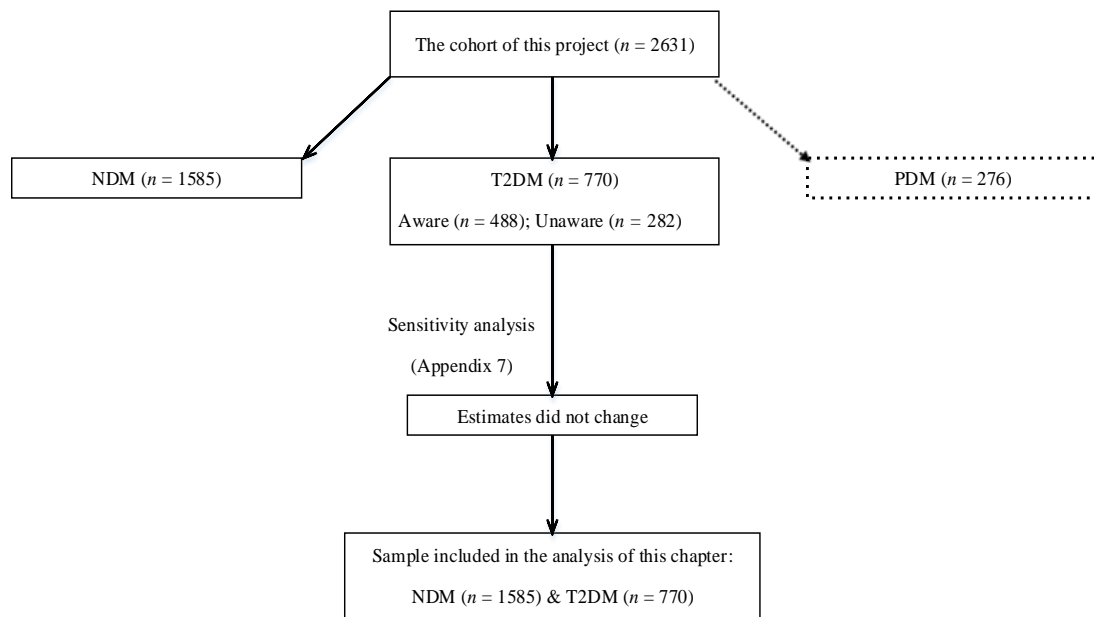 The cohort of this project (n = 2631)
NDM (n = 1585)
T2DM (n = 770)
Aware (n = 488); Unaware (n = 282)
PDM (n = 276)
Sensitivity analysis
(Appendix 7)
Estimates did not change
Sample included in the analysis of this chapter:
NDM (n = 1585) & T2DM (n = 770)